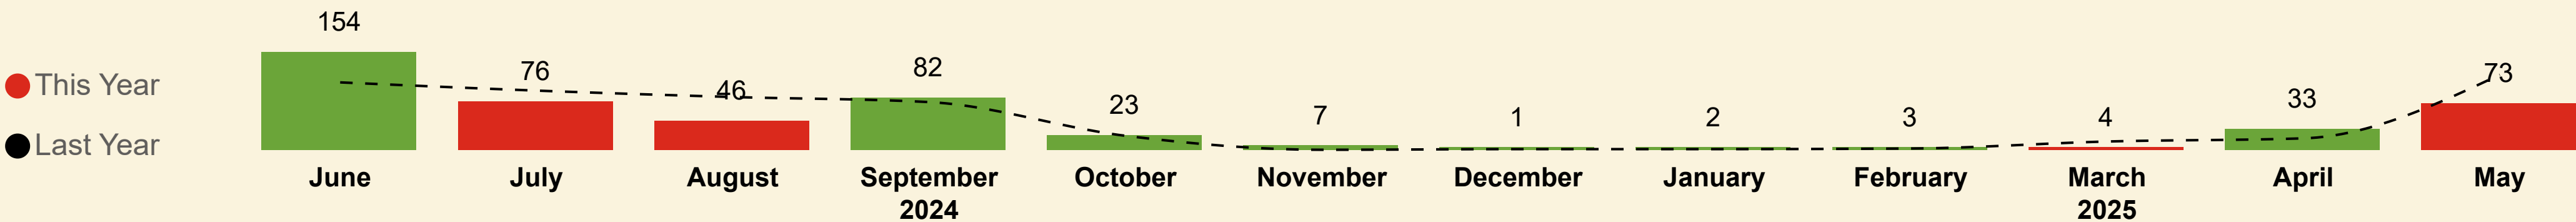 154
76
46
82
23
7
1
2
3
4
33
73
This Year
Last Year
June
July
August
September
October
November
December
January
February
March
April
May
2024
2025